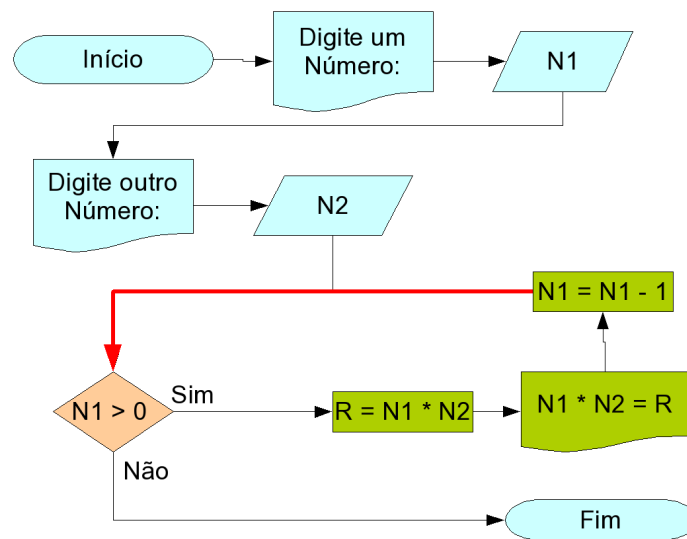 Início
Digite um
Número:
N1
Digite outro
Número:
N2
N1 = N1 - 1
N1 > 0
Sim
R = N1 * N2
N1 * N2 = R
Não
Fim